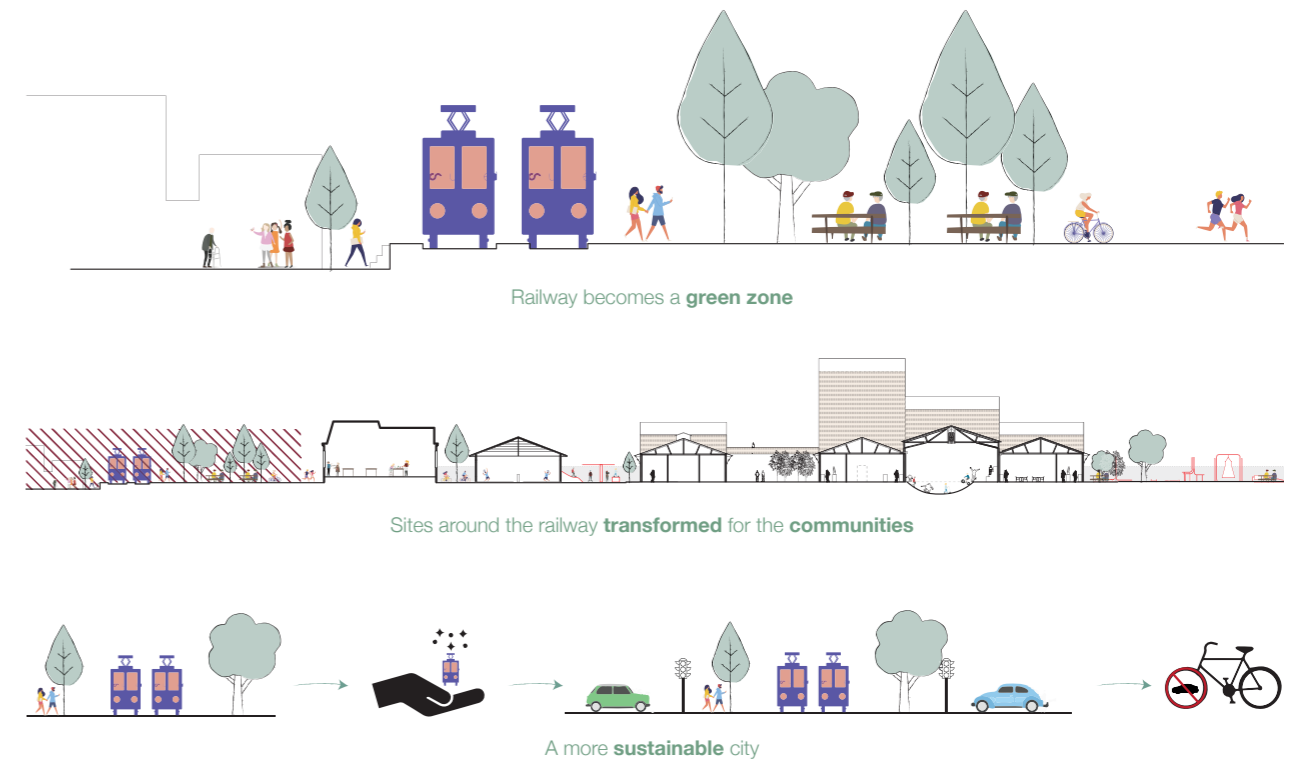 Railway becomes a green zone
Sites around the railway transformed for the communities
A more sustainable city